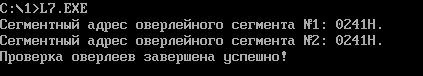 C:\1>L7.EXE
Сегментный адрес оверлейного сегмента №1: 0241H.
Сегментный адрес оверлейного сегмента №2: 0241H.
Проверка оверлеев завершена успешно!